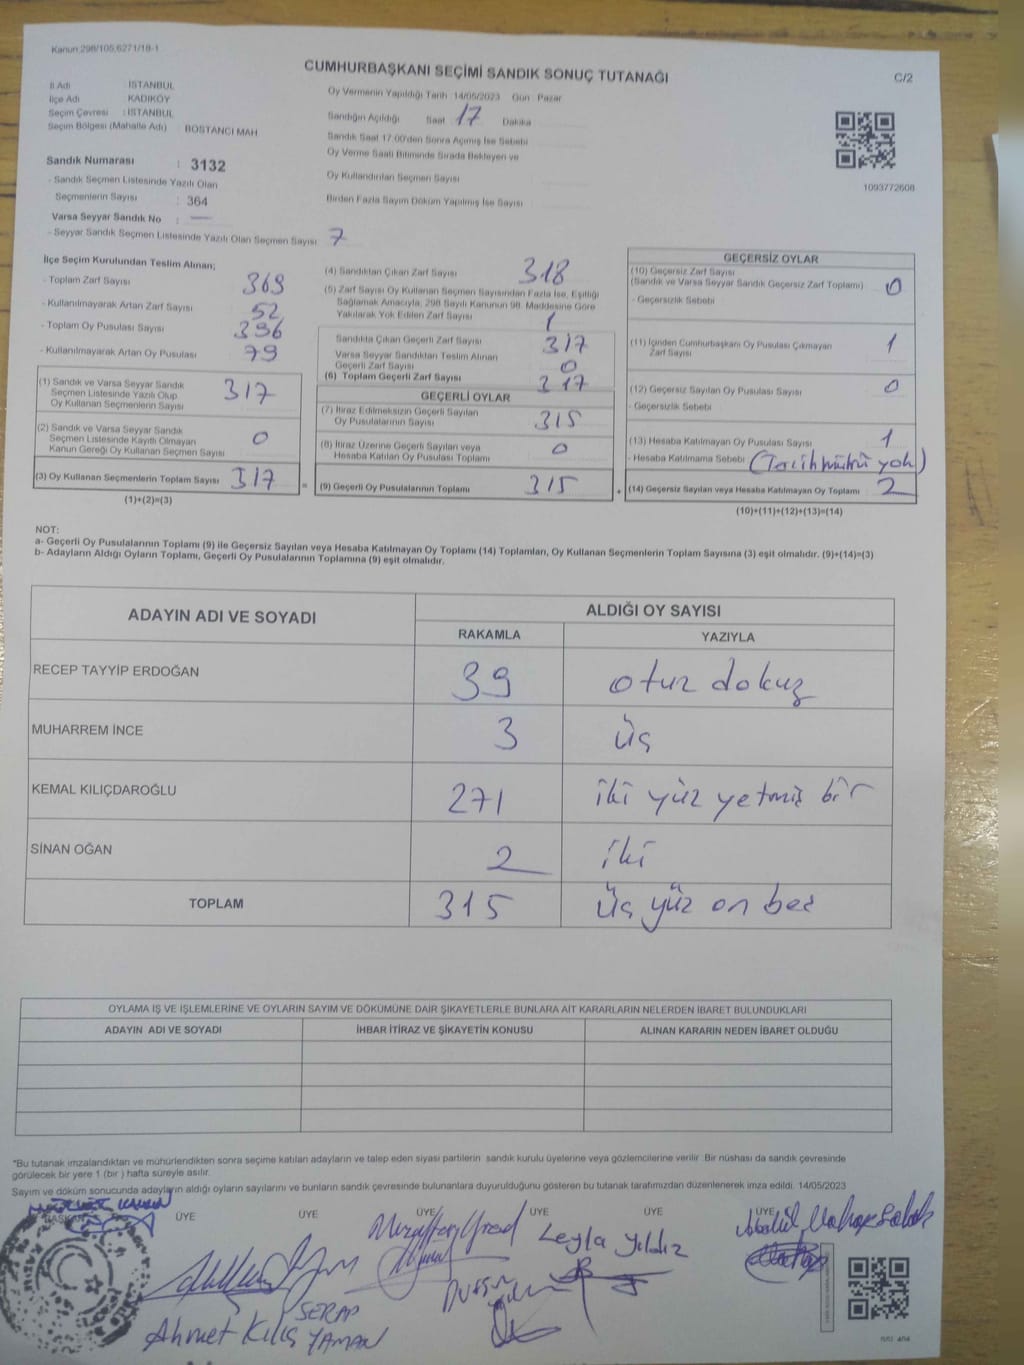 Kanun:298/105,6271/18-1
CUMHURBAŞKANI SEÇİMİ SANDIK SONUÇ TUTANAĞI
C/2
İl Adı İSTANBUL
İlçe Adı KADIKÖY
Seçim Çevresi : İSTANBUL
Seçim Bölgesi (Mahalle Adı) : BOSTANCI MAH
Sandık Numarası : 3132
- Sandık Seçmen Listesinde Yazılı Olan
Seçmenlerin Sayısı : 364
Varsa Seyyar Sandık No : —
- Seyyar Sandık Seçmen Listesinde Yazılı Olan Seçmen Sayısı: 7
Oy Vermenin Yapıldığı Tarih :14/05/2023 Gün : Pazar
Sandığın Açıldığı Saat 17 Dakika
Sandık Saat 17:00'den Sonra Açımış İse Sebebi
Oy Verme Saati Bitiminde Sırada Bekleyen ve
Oy Kullandırılan Seçmen Sayısı
Birden Fazla Sayım Döküm Yapılmış İse Sayısı
1093772608
İlçe Seçim Kurulundan Teslim Alınan;
- Toplam Zarf Sayısı 369
- Kullanılmayarak Artan Zarf Sayısı 52
- Toplam Oy Pusulası Sayısı 396
- Kullanılmayarak Artan Oy Pusulası 79
(1) Sandık ve Varsa Seyyar Sandık
Seçmen Listesinde Yazılı Olup
Oy Kullanan Seçmenlerin Sayısı 317
(2) Sandık ve Varsa Seyyar Sandık
Seçmen Listesinde Kayıtlı Olmayan
Kanun Gereği Oy Kullanan Seçmen Sayısı 0
(3) Oy Kullanan Seçmenlerin Toplam Sayısı 317 =
(1)+(2)=(3)
(4) Sandıktan Çıkan Zarf Sayısı 318
(5) Zarf Sayısı Oy Kullanan Seçmen Sayısından Fazla İse, Eşitliği
Sağlamak Amacıyla, 298 Sayılı Kanunun 98. Maddesine Göre
Yakılarak Yok Edilen Zarf Sayısı 1
Sandıkta Çıkan Geçerli Zarf Sayısı 317
Varsa Seyyar Sandıktan Teslim Alınan
Geçerli Zarf Sayısı 0
(6) Toplam Geçerli Zarf Sayısı 317
GEÇERLİ OYLAR
(7) İtiraz Edilmeksizin Geçerli Sayılan
Oy Pusulalarının Sayısı 315
(8) İtiraz Üzerine Geçerli Sayılan veya
Hesaba Katılan Oy Pusulası Toplamı 0
(9) Geçerli Oy Pusulalarının Toplamı 315 +
GEÇERSİZ OYLAR
(10) Geçersiz Zarf Sayısı
(Sandık ve Varsa Seyyar Sandık Geçersiz Zarf Toplamı) 0
- Geçersizlik Sebebi
(11) İçinden Cumhurbaşkanı Oy Pusulası Çıkmayan
Zarf Sayısı 1
(12) Geçersiz Sayılan Oy Pusulası Sayısı 0
- Geçersizlik Sebebi
(13) Hesaba Katılmayan Oy Pusulası Sayısı 1
- Hesaba Katılmama Sebebi (Tercih mührü yok)
(14) Geçersiz Sayılan veya Hesaba Katılmayan Oy Toplamı 2
(10)+(11)+(12)+(13)=(14)
NOT:
a- Geçerli Oy Pusulalarının Toplamı (9) ile Geçersiz Sayılan veya Hesaba Katılmayan Oy Toplamı (14) Toplamları, Oy Kullanan Seçmenlerin Toplam Sayısına (3) eşit olmalıdır. (9)+(14)=(3)
b- Adayların Aldığı Oyların Toplamı, Geçerli Oy Pusulalarının Toplamına (9) eşit olmalıdır.
ADAYIN ADI VE SOYADI ALDIĞI OY SAYISI
RAKAMLA YAZIYLA
RECEP TAYYİP ERDOĞAN 39 otuz dokuz
MUHARREM İNCE 3 üç
KEMAL KILIÇDAROĞLU 271 iki yüz yetmiş bir
SİNAN OĞAN 2 iki
TOPLAM 315 üç yüz on beş
OYLAMA İŞ VE İŞLEMLERİNE VE OYLARIN SAYIM VE DÖKÜMÜNE DAİR ŞİKAYETLERLE BUNLARA AİT KARARLARIN NELERDEN İBARET BULUNDUKLARI
ADAYIN ADI VE SOYADI İHBAR İTİRAZ VE ŞİKAYETİN KONUSU ALINAN KARARIN NEDEN İBARET OLDUĞU
*Bu tutanak imzalandıktan ve mühürlendikten sonra seçime katılan adayların ve talep eden siyasi partilerin sandık kurulu üyelerine veya gözlemcilerine verilir. Bir nüshası da sandık çevresinde
görülecek bir yere 1 (bir ) hafta süreyle asılır.
Sayım ve döküm sonucunda adayların aldığı oyların sayılarını ve bunların sandık çevresinde bulunanlara duyurulduğunu gösteren bu tutanak tarafımızdan düzenlenerek imza edildi. 14/05/2023
BAŞKAN ÜYE ÜYE ÜYE ÜYE ÜYE ÜYE
Leyla Yıldız
SERAP
YAMAN
Ahmet Kılıç